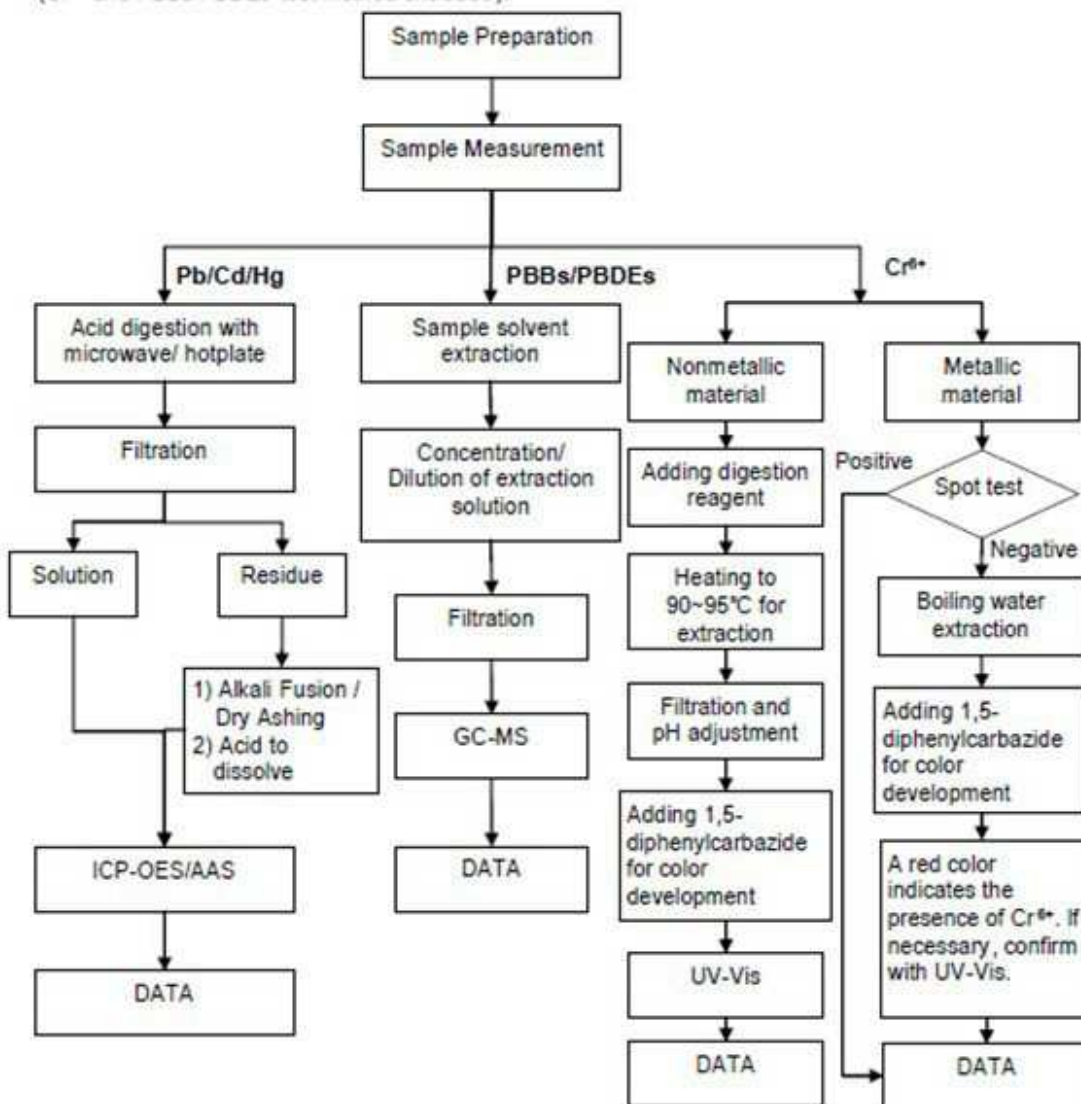 Sample Preparation
Sample Measurement
Pb/Cd/Hg
PBBs/PBDEs
Cr⁶⁺
Acid digestion with
microwave/ hotplate
Filtration
Solution
Residue
1) Alkali Fusion /
Dry Ashing
2) Acid to
dissolve
ICP-OES/AAS
DATA
Sample solvent
extraction
Concentration/
Dilution of extraction
solution
Filtration
GC-MS
DATA
Nonmetallic
material
Adding digestion
reagent
Heating to
90~95℃ for
extraction
Filtration and
pH adjustment
Adding 1,5-
diphenylcarbazide
for color
development
UV-Vis
DATA
Metallic
material
Positive
Spot test
Negative
Boiling water
extraction
Adding 1,5-
diphenylcarbazide
for color
development
A red color
indicates the
presence of Cr⁶⁺. If
necessary, confirm
with UV-Vis.
DATA